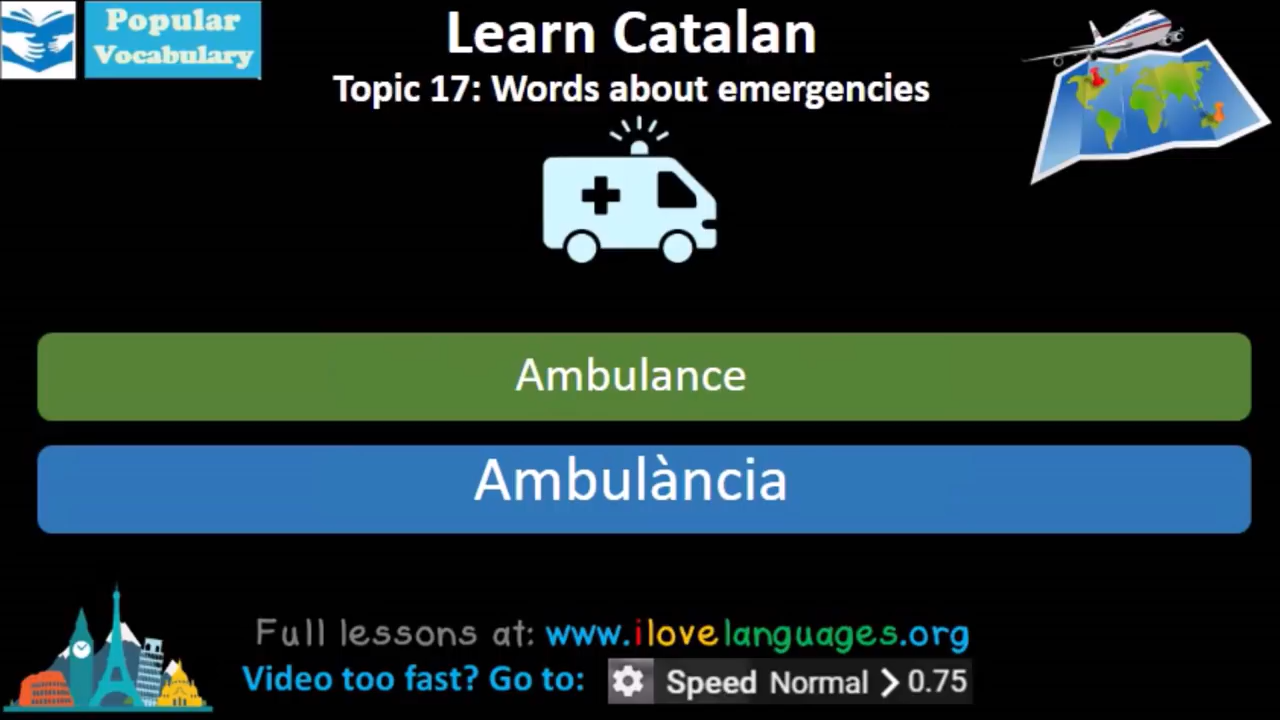 Popular
Vocabulary
Learn Catalan
Topic 17: Words about emergencies
Ambulance
Ambulància
Full lessons at: www.ilovelanguages.org
Video too fast? Go to: Speed Normal > 0.75